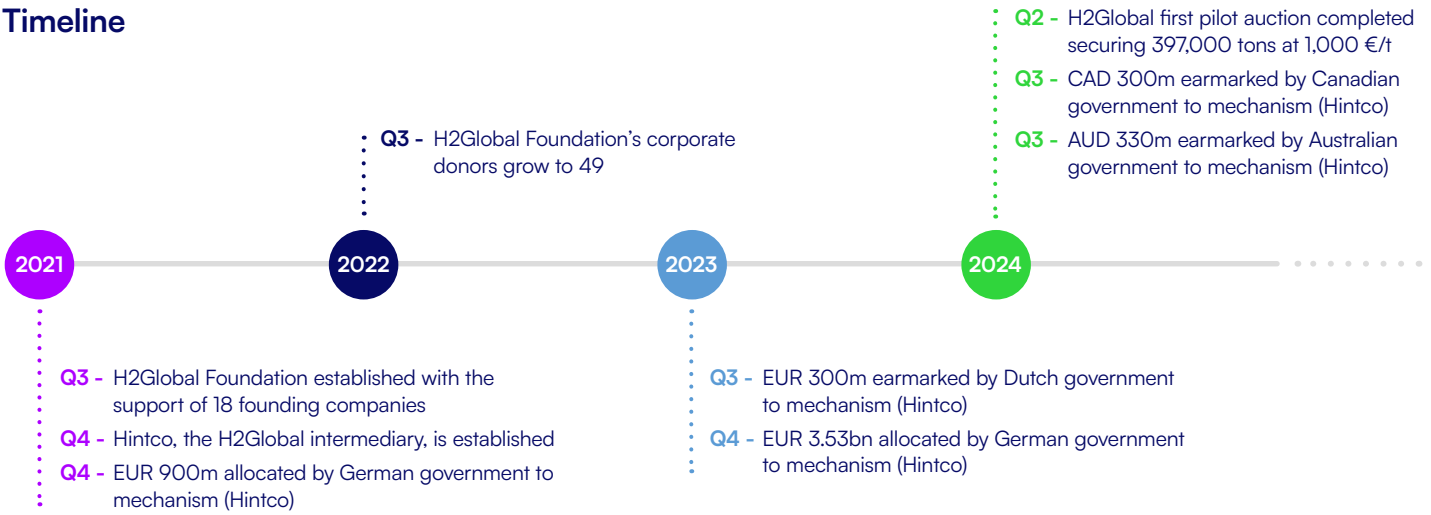 Timeline
2021
Q3 - H2Global Foundation established with the
support of 18 founding companies
Q4 - Hintco, the H2Global intermediary, is established
Q4 - EUR 900m allocated by German government to
mechanism (Hintco)
2022
Q3 - H2Global Foundation’s corporate
donors grow to 49
2023
Q3 - EUR 300m earmarked by Dutch government
to mechanism (Hintco)
Q4 - EUR 3.53bn allocated by German government
to mechanism (Hintco)
2024
Q2 - H2Global first pilot auction completed
securing 397,000 tons at 1,000 €/t
Q3 - CAD 300m earmarked by Canadian
government to mechanism (Hintco)
Q3 - AUD 330m earmarked by Australian
government to mechanism (Hintco)